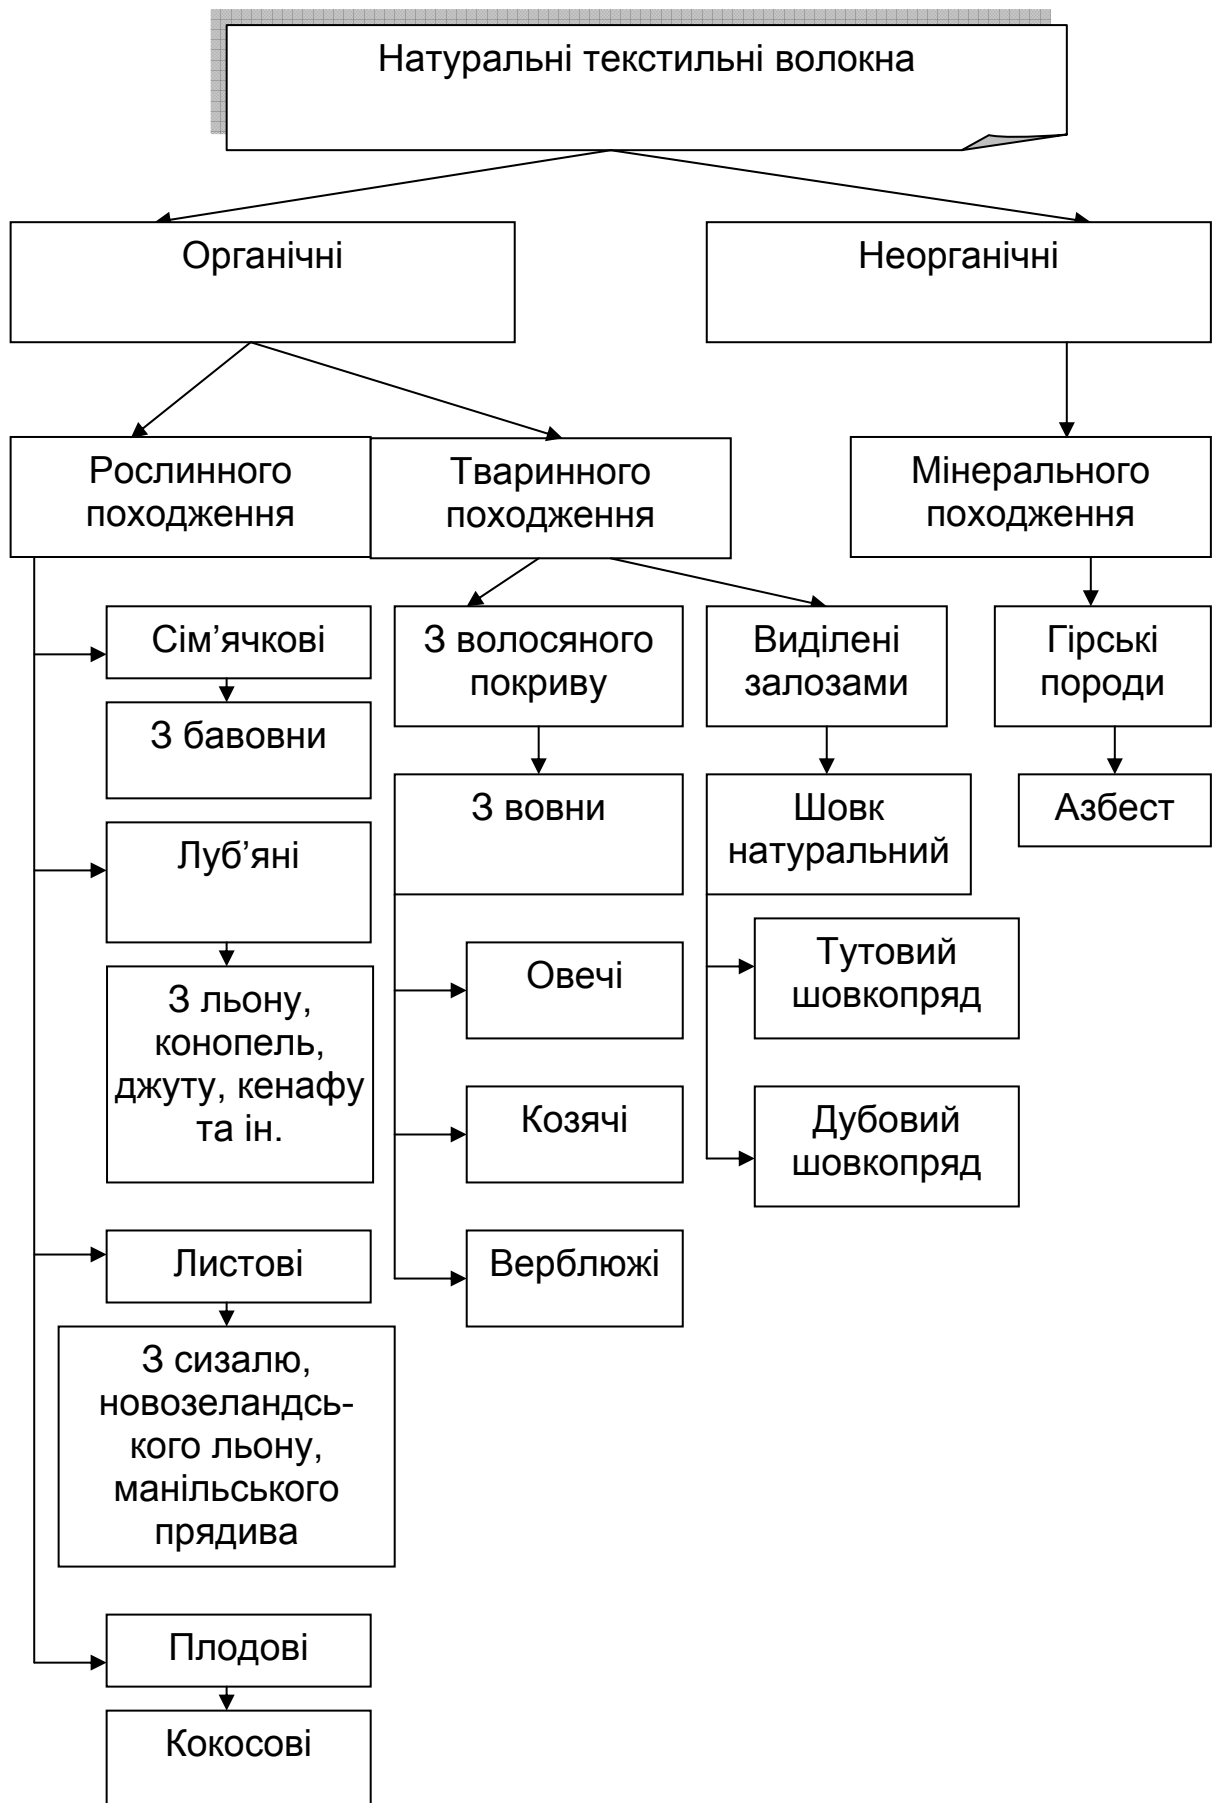 Натуральні текстильні волокна
Органічні
Неорганічні
Рослинного
походження
Тваринного
походження
Мінерального
походження
Сім’ячкові
З волосяного
покриву
Виділені
залозами
Гірські
породи
З бавовни
З вовни
Шовк
натуральний
Азбест
Луб’яні
Овечі
Тутовий
шовкопряд
З льону,
конопель,
джуту, кенафу
та ін.
Козячі
Дубовий
шовкопряд
Листові
Верблюжі
З сизалю,
новозеландсь-
кого льону,
манільського
прядива
Плодові
Кокосові